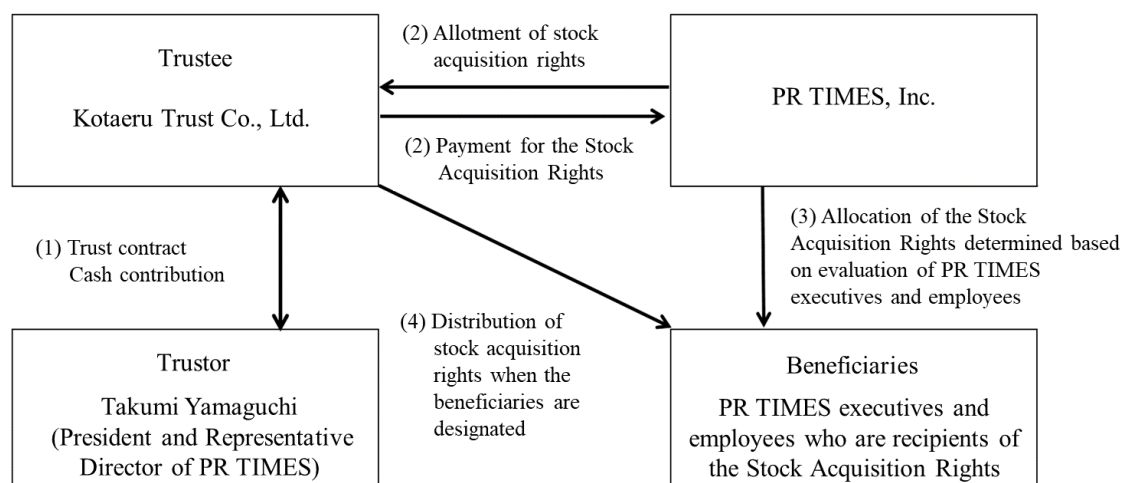 Trustee
Kotaeru Trust Co., Ltd.
(2) Allotment of stock
acquisition rights
PR TIMES, Inc.
(2) Payment for the Stock
Acquisition Rights
(1) Trust contract
Cash contribution
(3) Allocation of the Stock
Acquisition Rights determined based
on evaluation of PR TIMES
executives and employees
(4) Distribution of
stock acquisition
rights when the
beneficiaries are
designated
Trustor
Takumi Yamaguchi
(President and Representative
Director of PR TIMES)
Beneficiaries
PR TIMES executives and
employees who are recipients of
the Stock Acquisition Rights